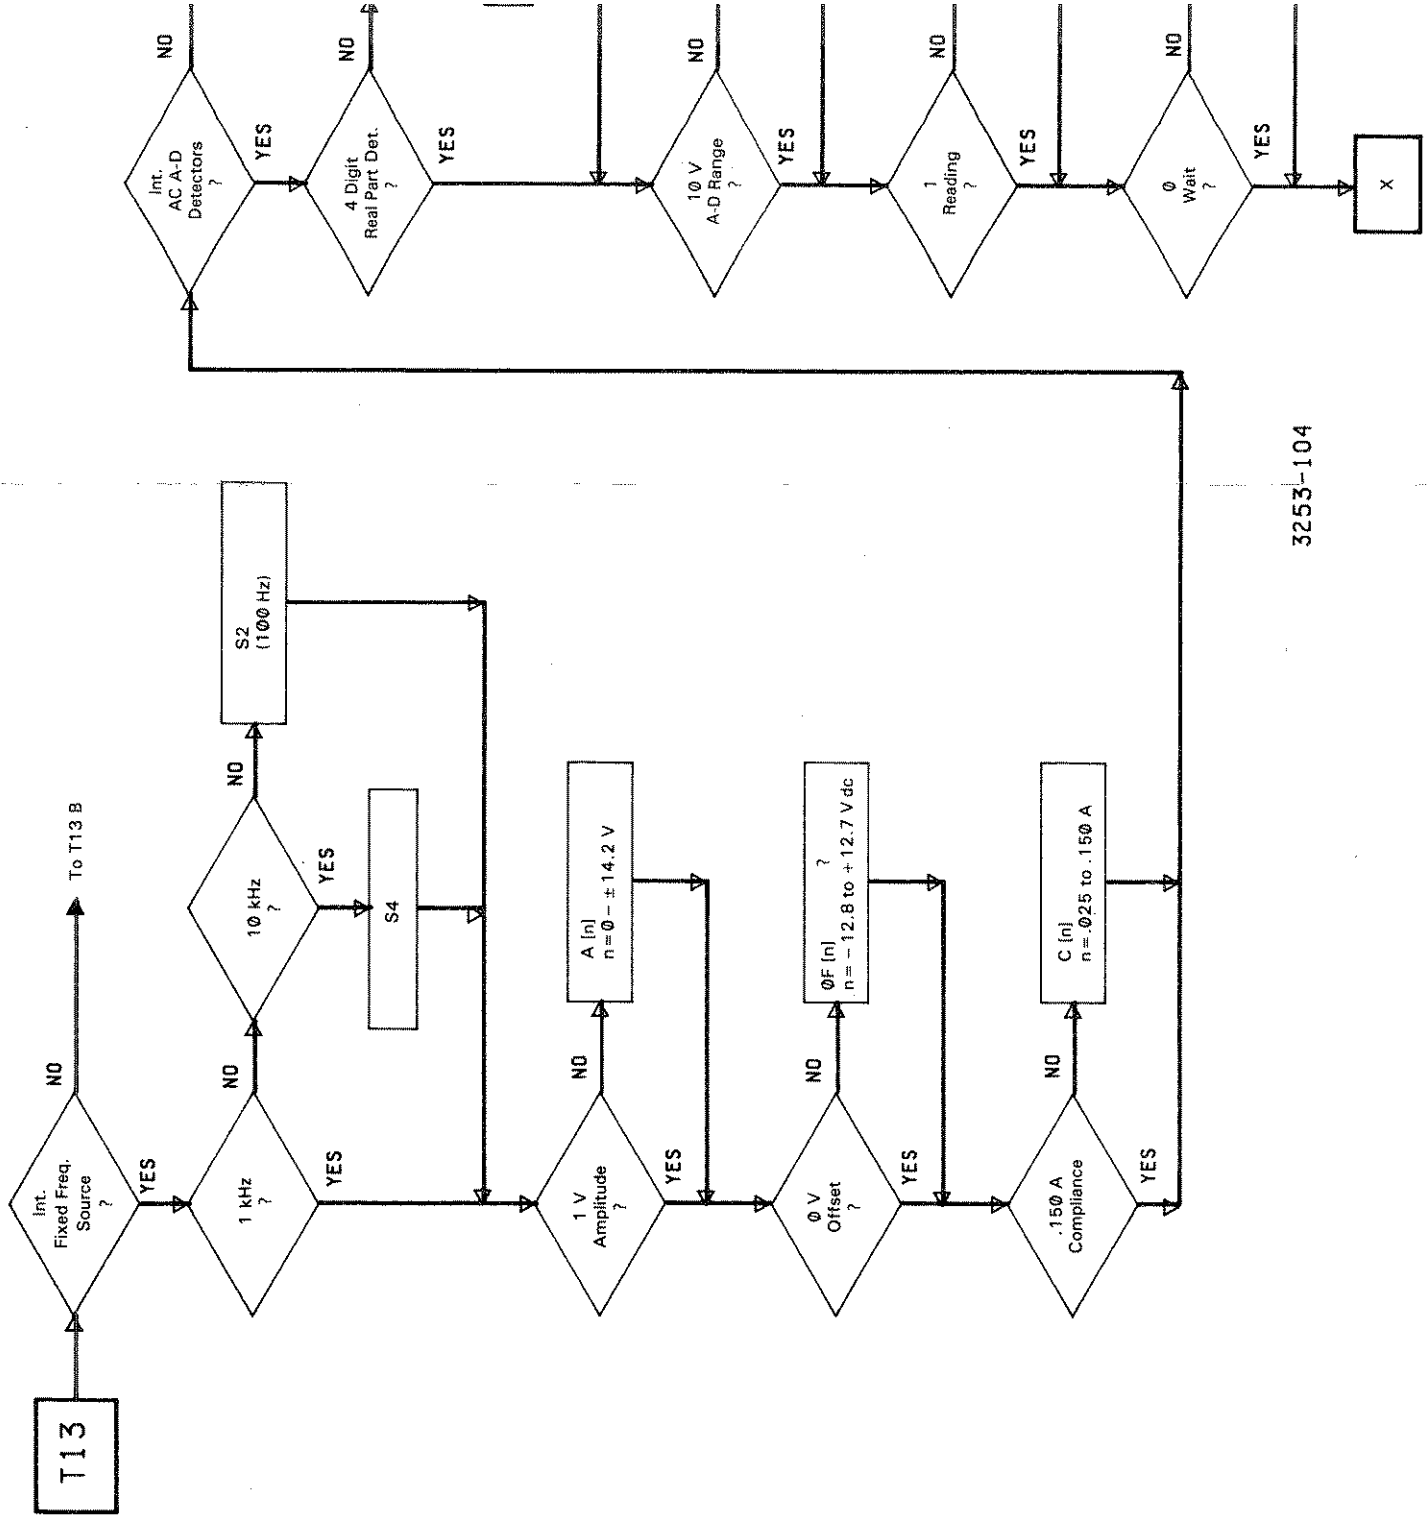 T13
Int.
Fixed Freq.
Source
?
NO
To T13 B
YES
1 kHz
?
NO
10 kHz
?
NO
S2
(100 Hz)
YES
S4
YES
1 V
Amplitude
?
NO
A [n]
n=0-±14.2 V
YES
0 V
Offset
?
NO
0F [n] ?
n=-12.8 to +12.7 V dc
YES
.150 A
Compliance
?
NO
C [n]
n=.025 to .150 A
YES
Int.
AC A-D
Detectors
?
NO
YES
4 Digit
Real Part Det.
?
NO
YES
10 V
A-D Range
?
NO
YES
1
Reading
?
NO
YES
0
Wait
?
NO
YES
X
3253-104